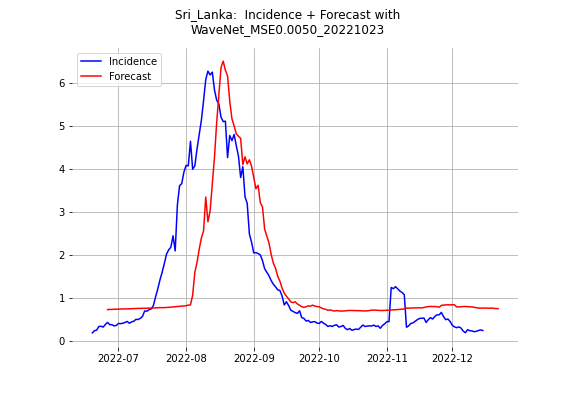 Sri_Lanka:  Incidence + Forecast with
WaveNet_MSE0.0050_20221023
Incidence
Forecast
6
5
4
3
2
1
0
2022-07 2022-08 2022-09 2022-10 2022-11 2022-12